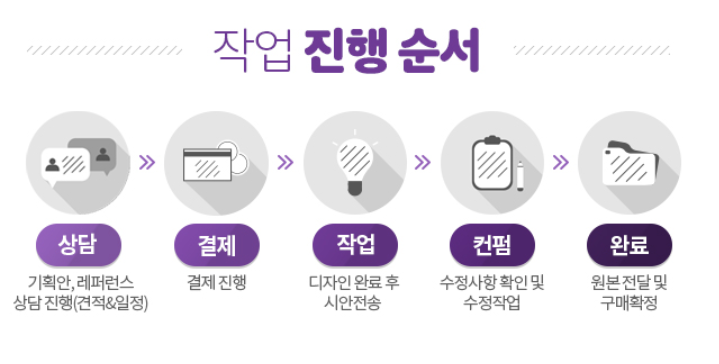 작업 진행 순서
상담
결제
작업
컨펌
완료
기획안, 레퍼런스
상담 진행(견적&일정)
결제 진행
디자인 완료 후
시안전송
수정사항 확인 및
수정작업
원본 전달 및
구매확정